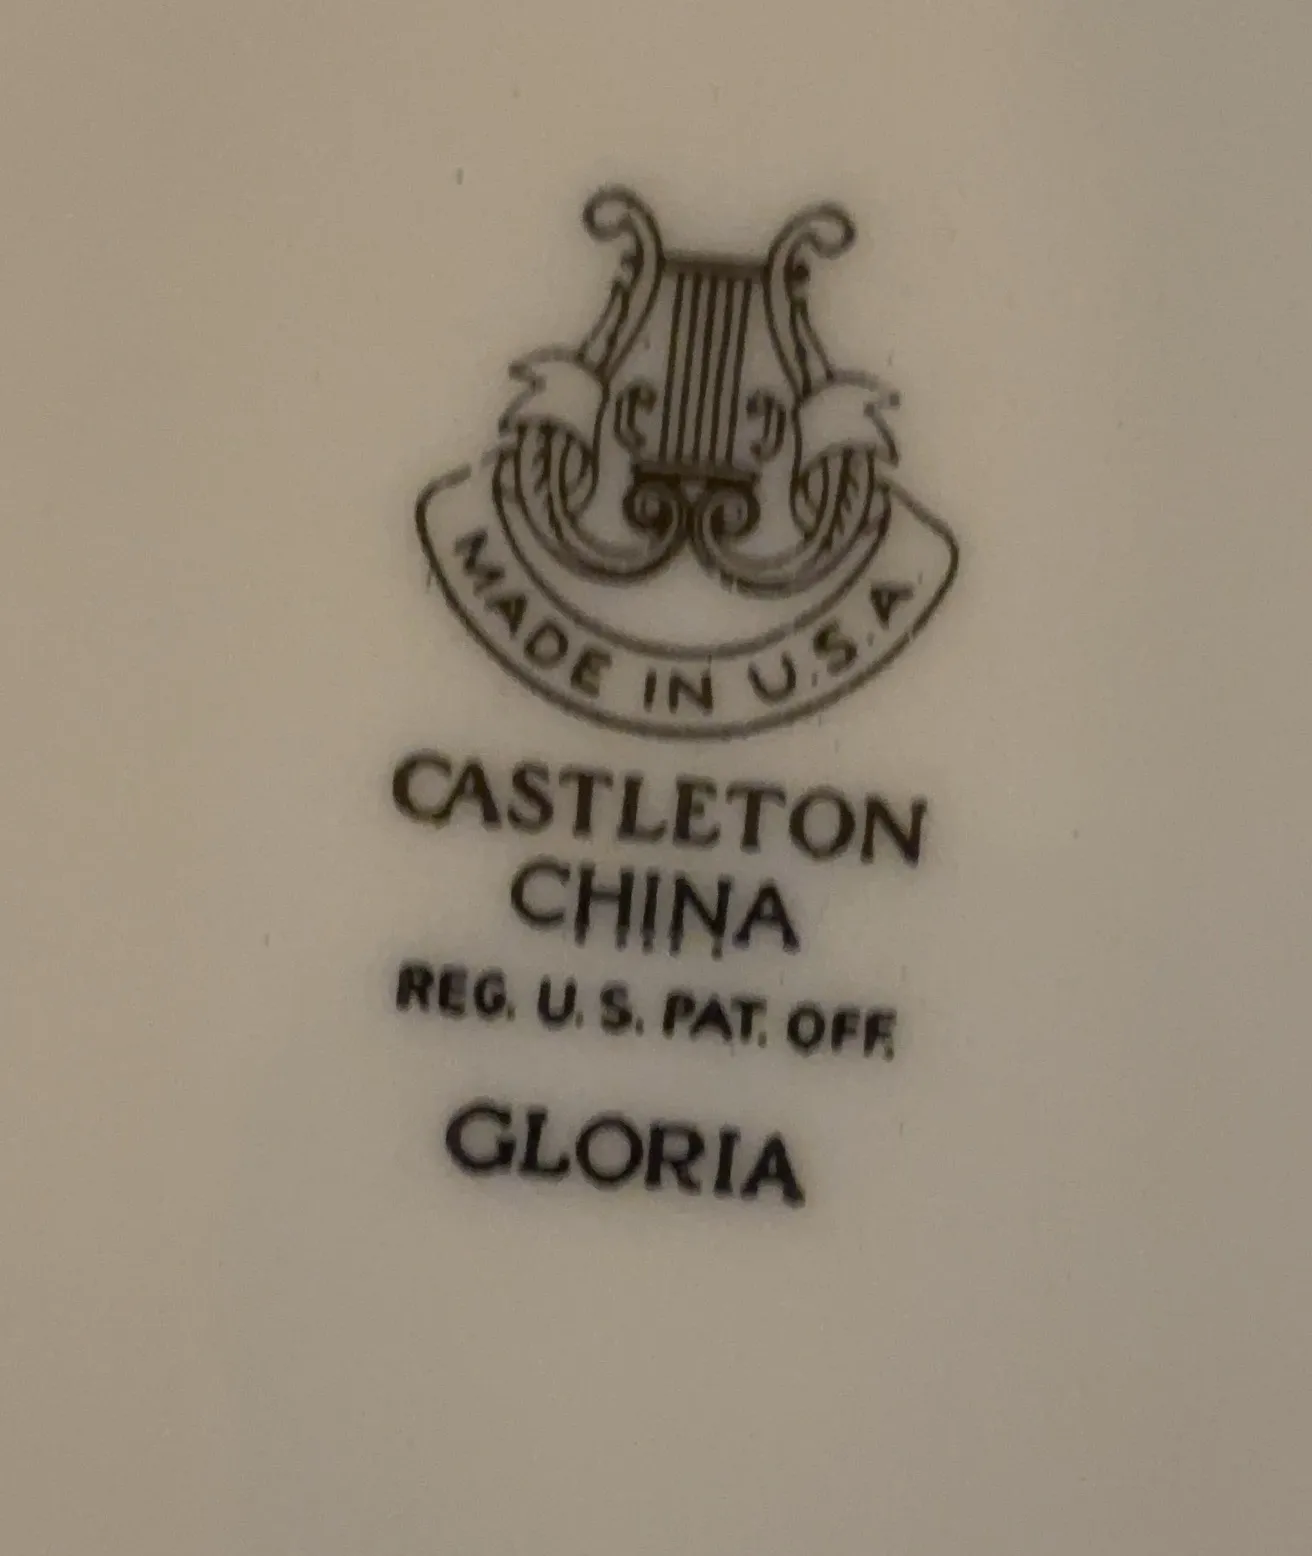 MADE IN U.S.A
CASTLETON
CHINA
REG. U. S. PAT. OFF.
GLORIA